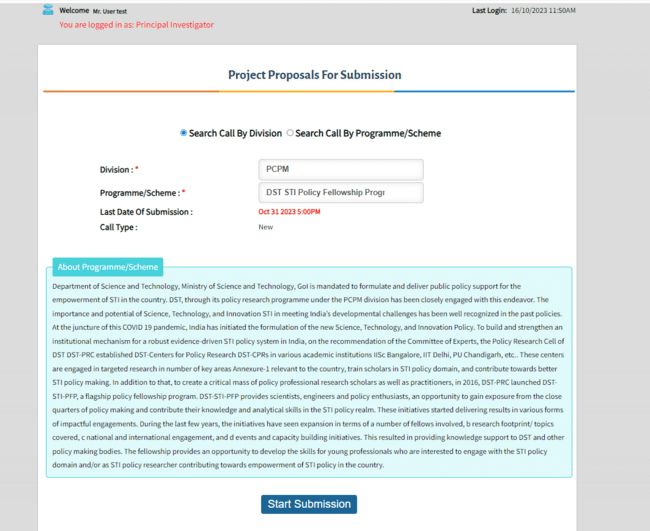 Welcome Mr. User test
Last Login: 16/10/2023 11:50AM
You are logged in as: Principal Investigator
Project Proposals For Submission
Search Call By Division Search Call By Programme/Scheme
Division : * PCPM
Programme/Scheme : * DST STI Policy Fellowship Progr
Last Date Of Submission : Oct 31 2023 5:00PM
Call Type : New
About Programme/Scheme
Department of Science and Technology, Ministry of Science and Technology, GoI is mandated to formulate and deliver public policy support for the
empowerment of STI in the country. DST, through its policy research programme under the PCPM division has been closely engaged with this endeavor. The
importance and potential of Science, Technology, and Innovation STI in meeting India's developmental challenges has been well recognized in the past policies.
At the juncture of this COVID 19 pandemic, India has initiated the formulation of the new Science, Technology, and Innovation Policy. To build and strengthen an
institutional mechanism for a robust evidence-driven STI policy system in India, on the recommendation of the Committee of Experts, the Policy Research Cell of
DST DST-PRC established DST-Centers for Policy Research DST-CPRs in various academic institutions IISc Bangalore, IIT Delhi, PU Chandigarh, etc.. These centers
are engaged in targeted research in number of key areas Annexure-1 relevant to the country, train scholars in STI policy domain, and contribute towards better
STI policy making. In addition to that, to create a critical mass of policy professional research scholars as well as practitioners, in 2016, DST-PRC launched DST-
STI-PFP, a flagship policy fellowship program. DST-STI-PFP provides scientists, engineers and policy enthusiasts, an opportunity to gain exposure from the close
quarters of policy making and contribute their knowledge and analytical skills in the STI policy realm. These initiatives started delivering results in various forms
of impactful engagements. During the last few years, the initiatives have seen expansion in terms of a number of fellows involved, b research footprint/ topics
covered, c national and international engagement, and d events and capacity building initiatives. This resulted in providing knowledge support to DST and other
policy making bodies. The fellowship provides an opportunity to develop the skills for young professionals who are interested to engage with the STI policy
domain and/or as STI policy researcher contributing towards empowerment of STI policy in the country.
Start Submission